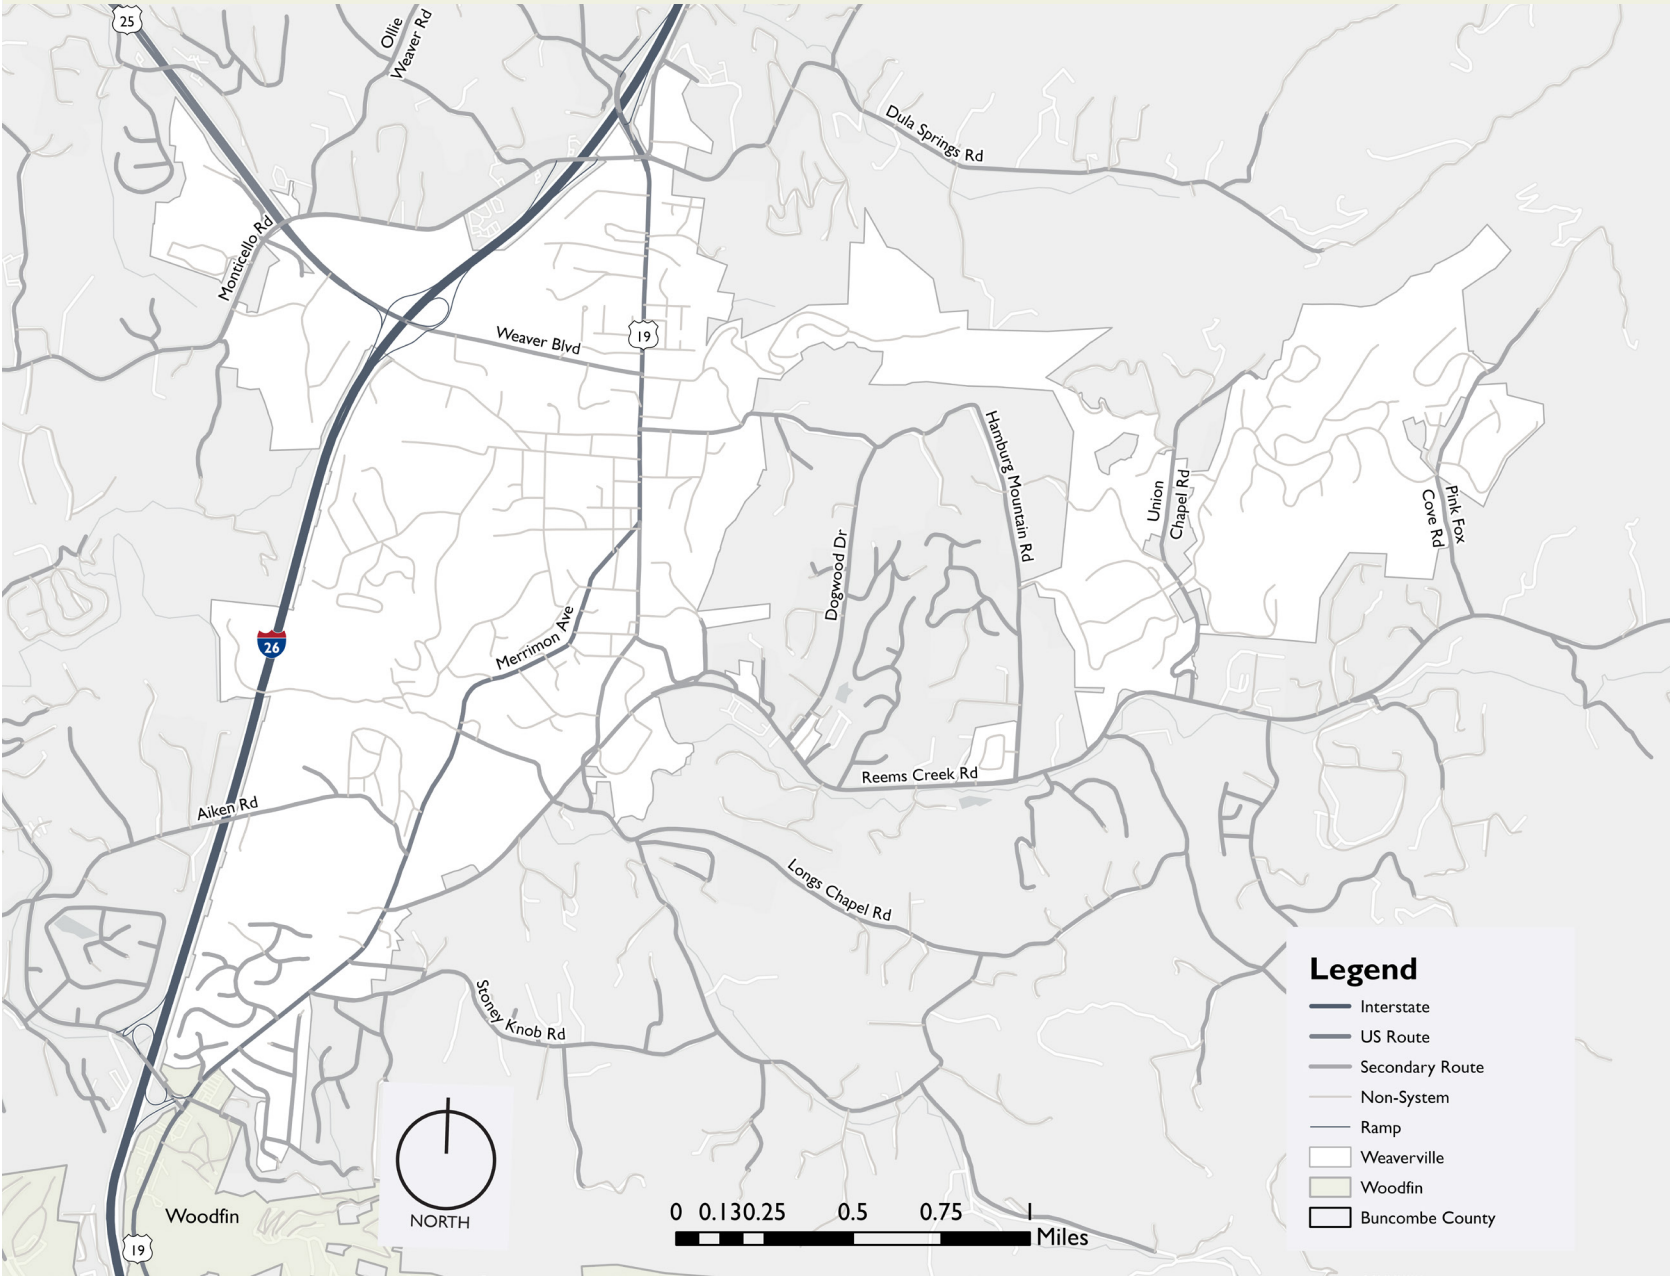 25
Ollie
Weaver Rd
Dula Springs Rd
Monticello Rd
Weaver Blvd
19
Hamburg Mountain Rd
Union
Chapel Rd
Pink Fox
Cove Rd
Dogwood Dr
Merrimon Ave
26
Reems Creek Rd
Aiken Rd
Longs Chapel Rd
Stoney Knob Rd
Legend
Interstate
US Route
Secondary Route
Non-System
Ramp
Weaverville
Woodfin
Buncombe County
Woodfin
NORTH
0 0.13 0.25 0.5 0.75 1
Miles
19